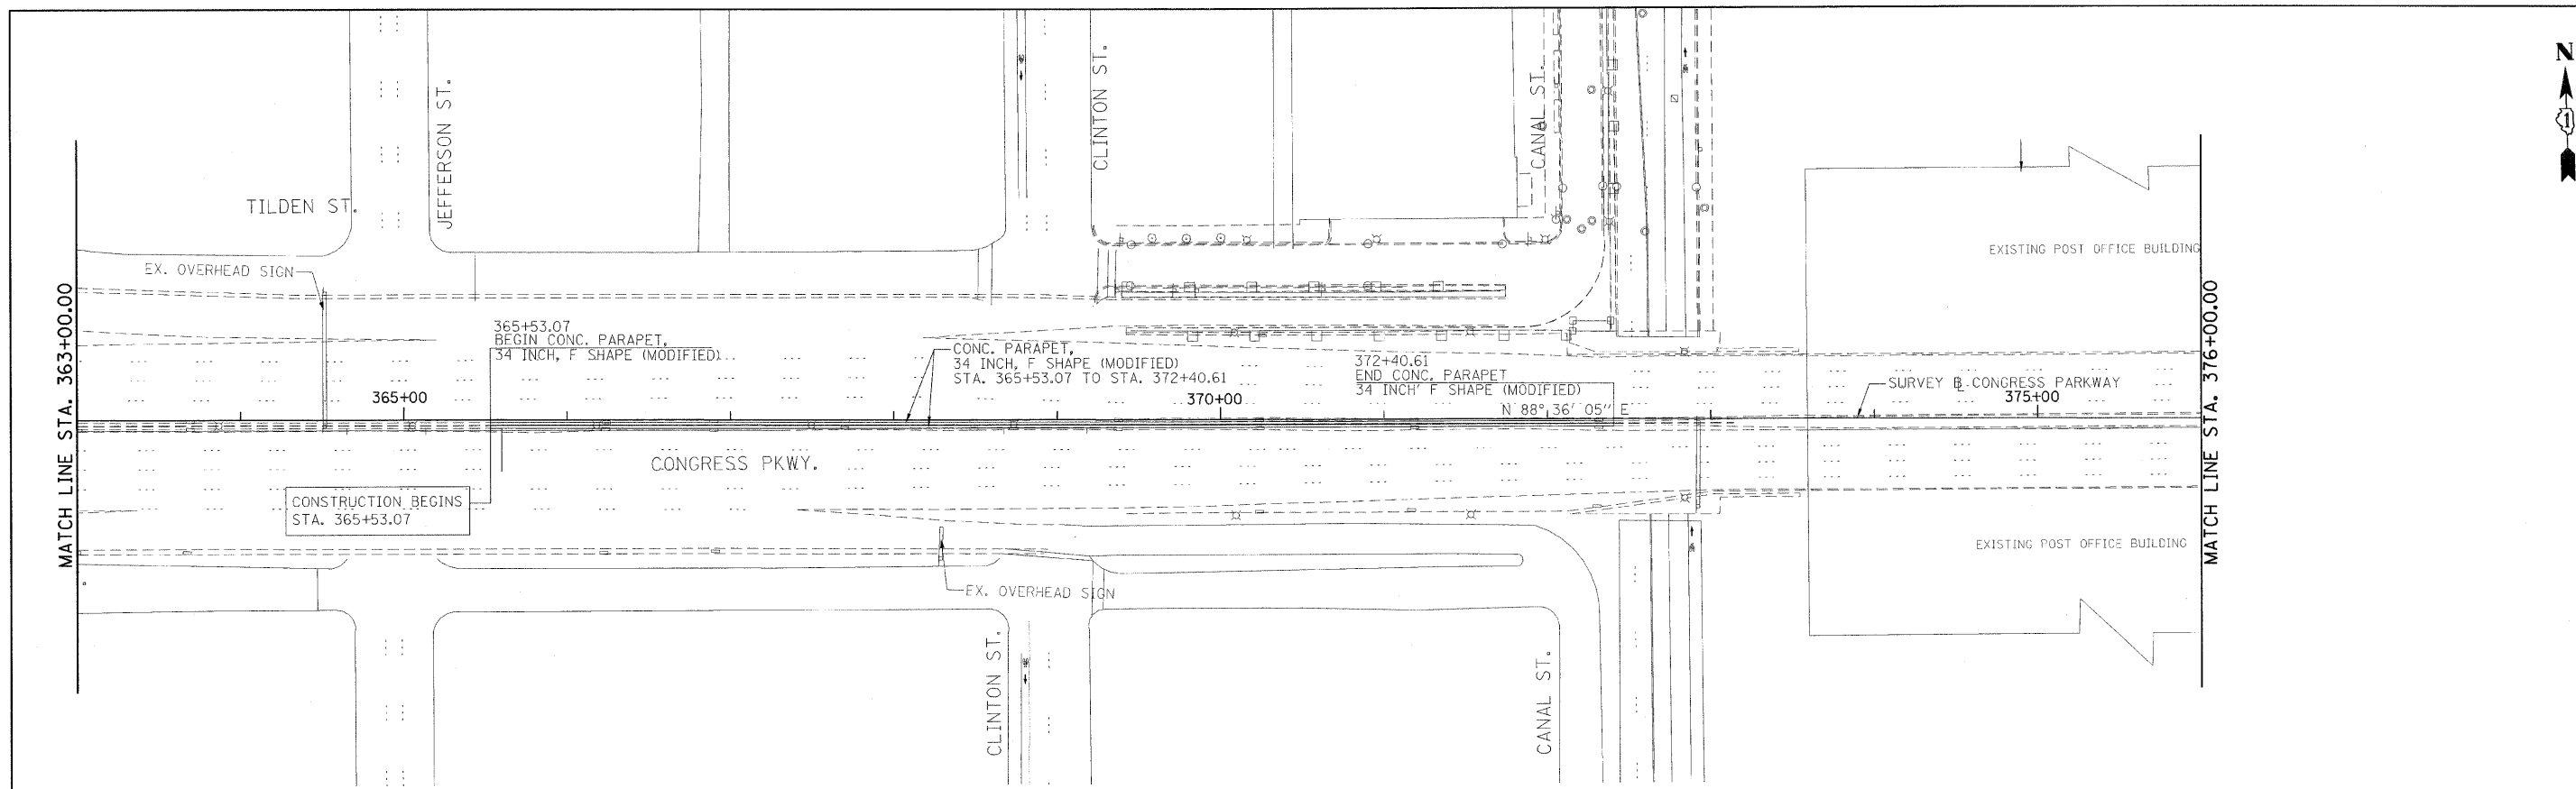 N
1
JEFFERSON ST.
CLINTON ST.
CANAL ST.
TILDEN ST.
EX. OVERHEAD SIGN
EXISTING POST OFFICE BUILDING
MATCH LINE STA. 363+00.00
MATCH LINE STA. 376+00.00
365+53.07
BEGIN CONC. PARAPET,
34 INCH, F SHAPE (MODIFIED)
CONC. PARAPET,
34 INCH, F SHAPE (MODIFIED)
STA. 365+53.07 TO STA. 372+40.61
372+40.61
END CONC. PARAPET
34 INCH' F SHAPE (MODIFIED)
N 88° 36' 05" E
SURVEY BL CONGRESS PARKWAY
365+00
370+00
375+00
CONGRESS PKWY.
CONSTRUCTION BEGINS
STA. 365+53.07
EX. OVERHEAD SIGN
EXISTING POST OFFICE BUILDING
CLINTON ST.
CANAL ST.